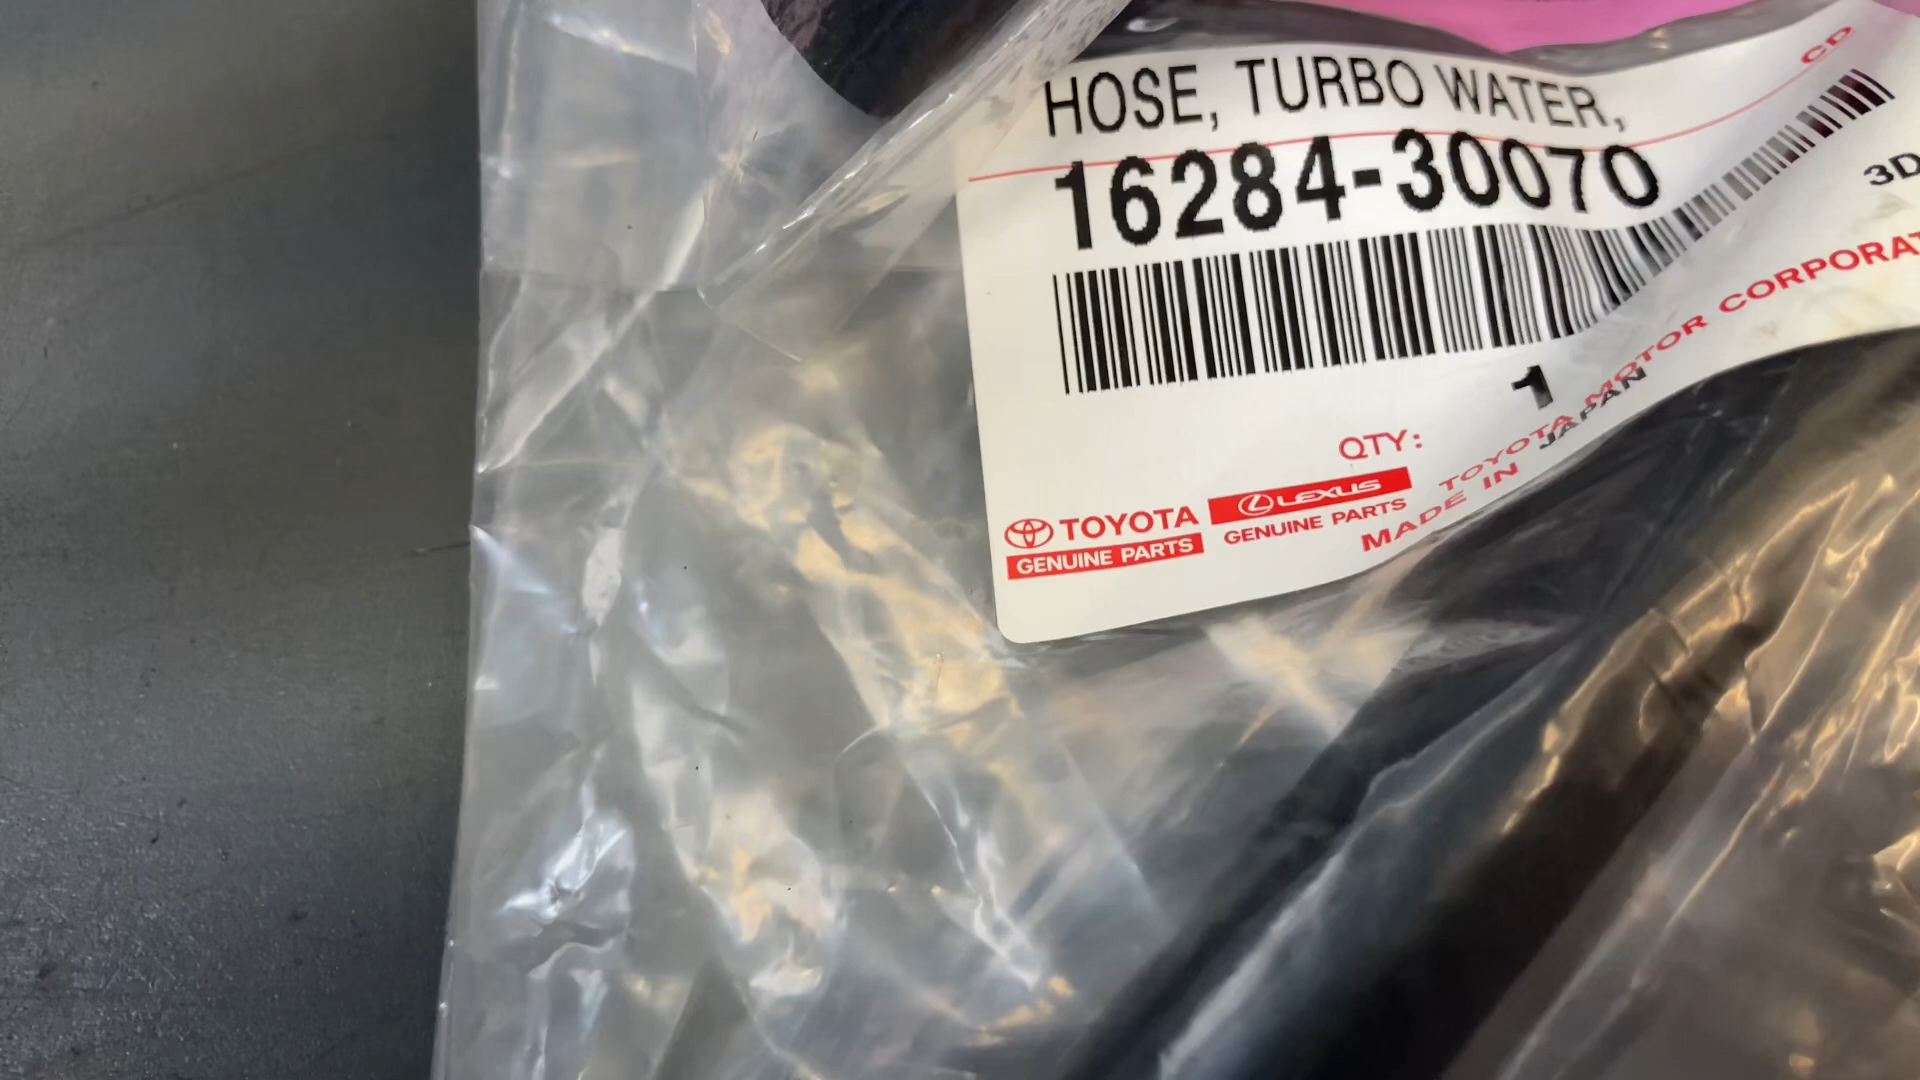 CD
HOSE, TURBO WATER,
16284-30070
3D
1
QTY:
TOYOTA
GENUINE PARTS
LEXUS
GENUINE PARTS
TOYOTA MOTOR CORPORAT
MADE IN JAPAN